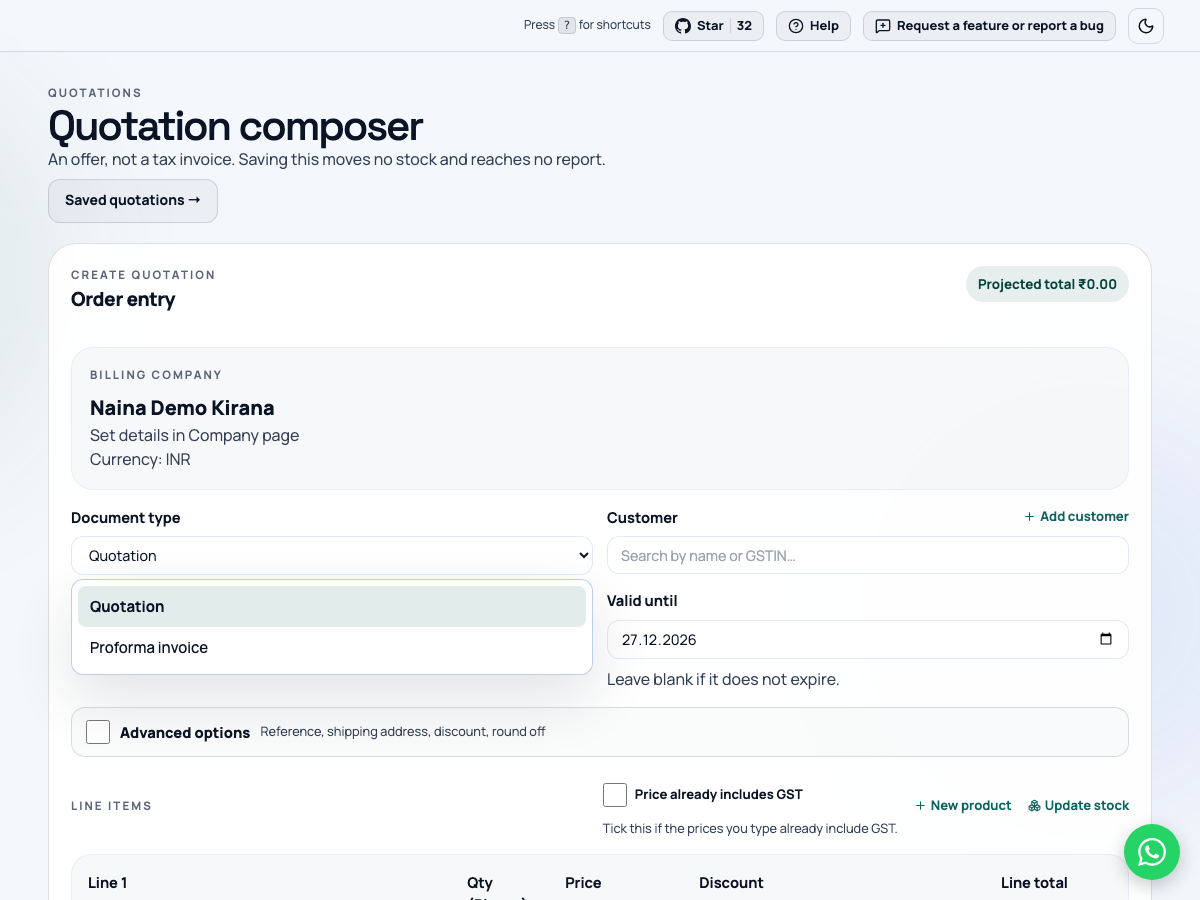 Press ? for shortcuts
Star 32
Help
Request a feature or report a bug
QUOTATIONS
Quotation composer
An offer, not a tax invoice. Saving this moves no stock and reaches no report.
Saved quotations →
CREATE QUOTATION
Order entry
Projected total ₹0.00
BILLING COMPANY
Naina Demo Kirana
Set details in Company page
Currency: INR
Document type
Quotation
Quotation
Proforma invoice
Customer
+ Add customer
Search by name or GSTIN...
Valid until
27.12.2026
Leave blank if it does not expire.
Advanced options Reference, shipping address, discount, round off
LINE ITEMS
Price already includes GST
Tick this if the prices you type already include GST.
+ New product
Update stock
Line 1
Qty
Price
Discount
Line total